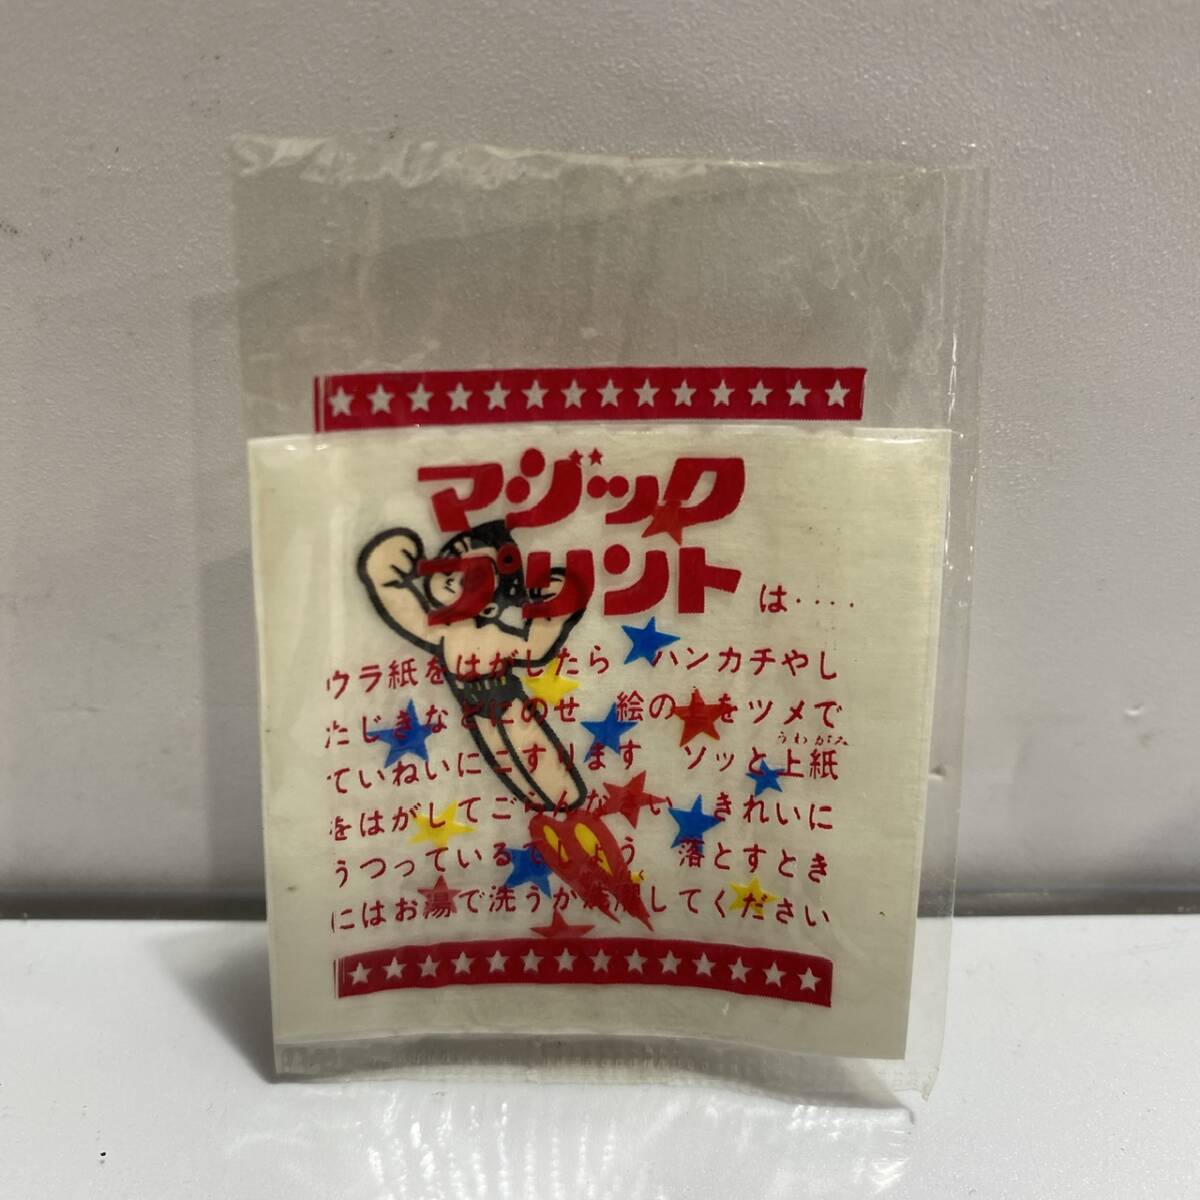 マジック
プリントは‥‥
ウラ紙をはがしたら　ハンカチやし
たじきなどにのせ　絵の上をツメで
うわがみ
ていねいにこすります　ソッと上紙
をはがしてごらんなさい　きれいに
うつっているでしょう　落とすとき
にはお湯で洗うか洗濯してください